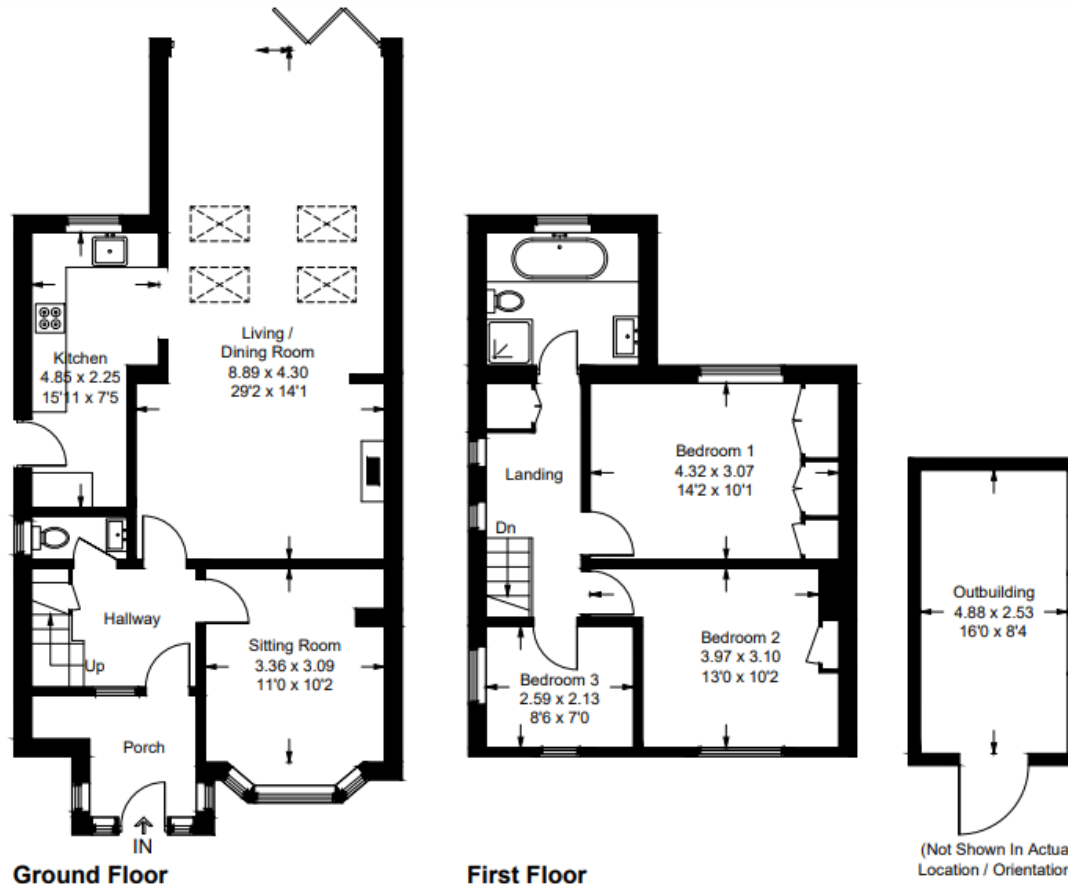 Living /
Dining Room
8.89 x 4.30
29'2 x 14'1
Kitchen
4.85 x 2.25
15'11 x 7'5
Hallway
Up
Sitting Room
3.36 x 3.09
11'0 x 10'2
Porch
IN
Ground Floor
Landing
Dn
Bedroom 1
4.32 x 3.07
14'2 x 10'1
Bedroom 2
3.97 x 3.10
13'0 x 10'2
Bedroom 3
2.59 x 2.13
8'6 x 7'0
First Floor
Outbuilding
4.88 x 2.53
16'0 x 8'4
(Not Shown In Actua
Location / Orientation